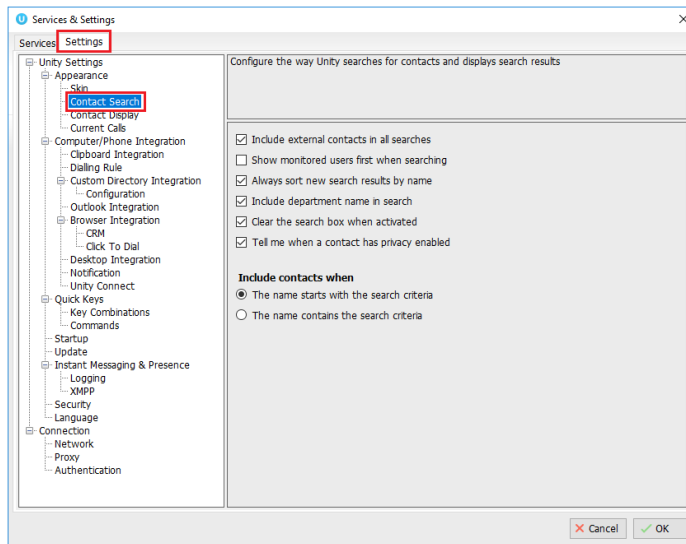 Services & Settings
Services
Settings
Unity Settings
Appearance
Skin
Contact Search
Contact Display
Current Calls
Computer/Phone Integration
Clipboard Integration
Dialling Rule
Custom Directory Integration
Configuration
Outlook Integration
Browser Integration
CRM
Click To Dial
Desktop Integration
Notification
Unity Connect
Quick Keys
Key Combinations
Commands
Startup
Update
Instant Messaging & Presence
Logging
XMPP
Security
Language
Connection
Network
Proxy
Authentication
Configure the way Unity searches for contacts and displays search results
Include external contacts in all searches
Show monitored users first when searching
Always sort new search results by name
Include department name in search
Clear the search box when activated
Tell me when a contact has privacy enabled
Include contacts when
The name starts with the search criteria
The name contains the search criteria
Cancel
OK